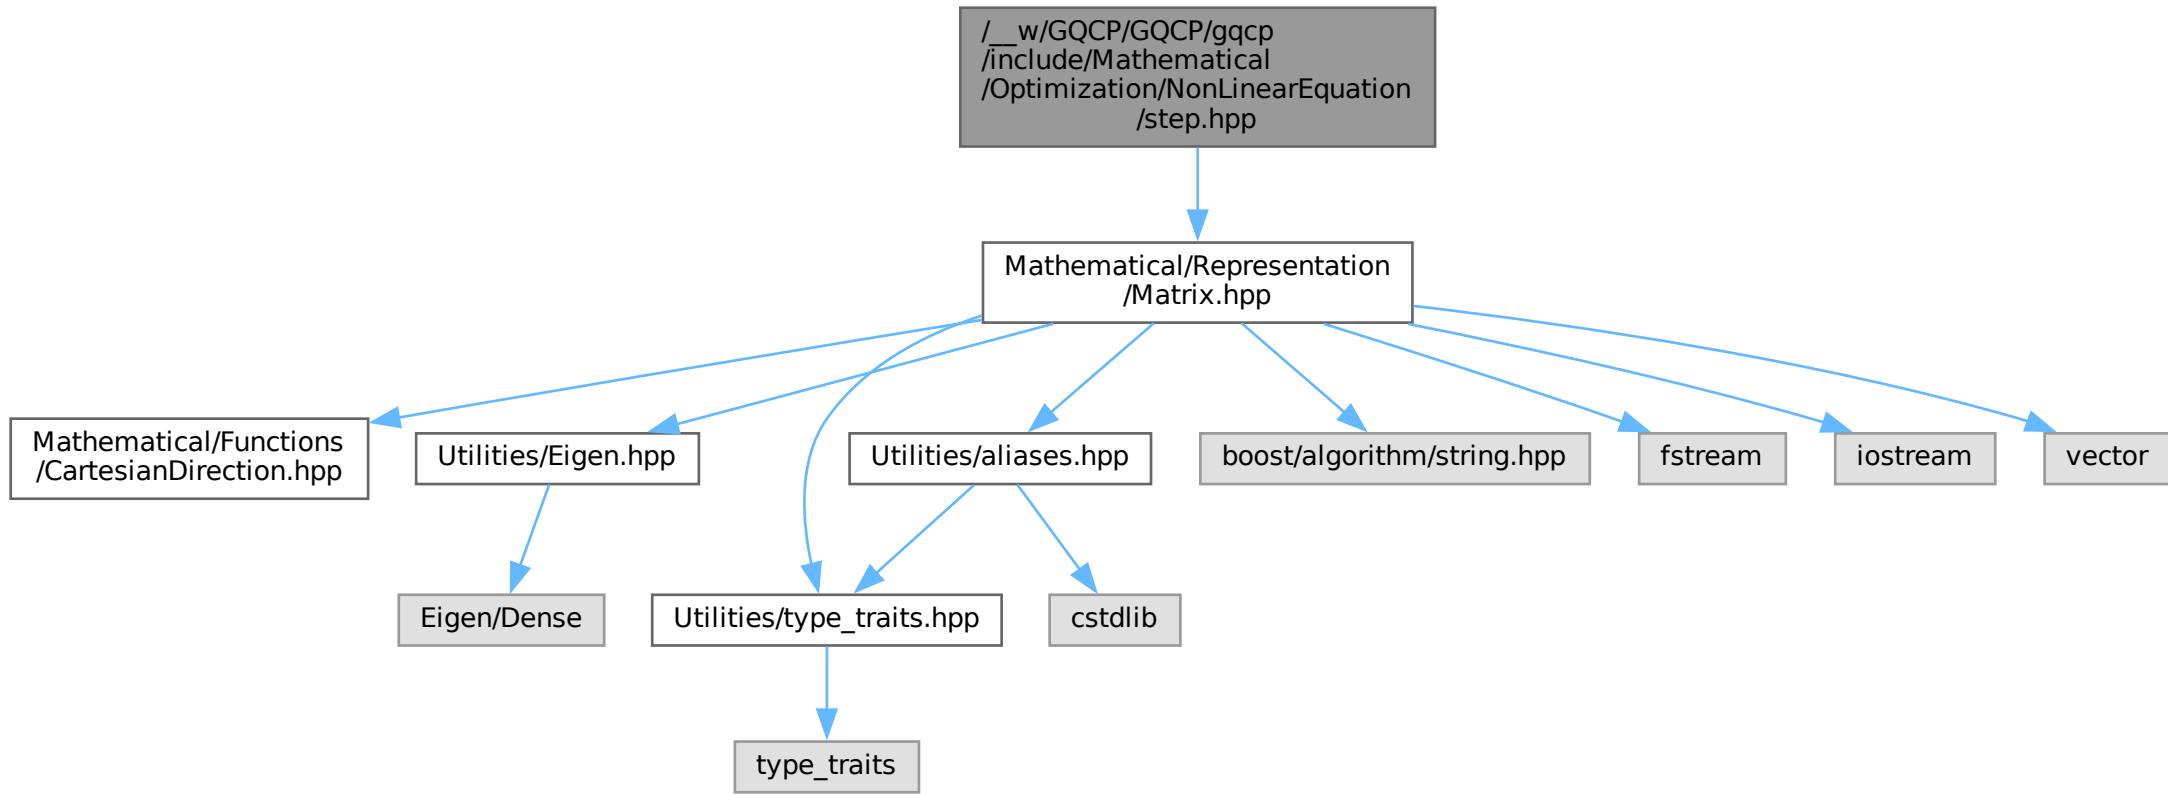 /__w/GQCP/GQCP/gqcp
/include/Mathematical
/Optimization/NonLinearEquation
/step.hpp
Mathematical/Representation
/Matrix.hpp
Mathematical/Functions
/CartesianDirection.hpp
Utilities/Eigen.hpp
Utilities/aliases.hpp
boost/algorithm/string.hpp
fstream
iostream
vector
Eigen/Dense
Utilities/type_traits.hpp
cstdlib
type_traits